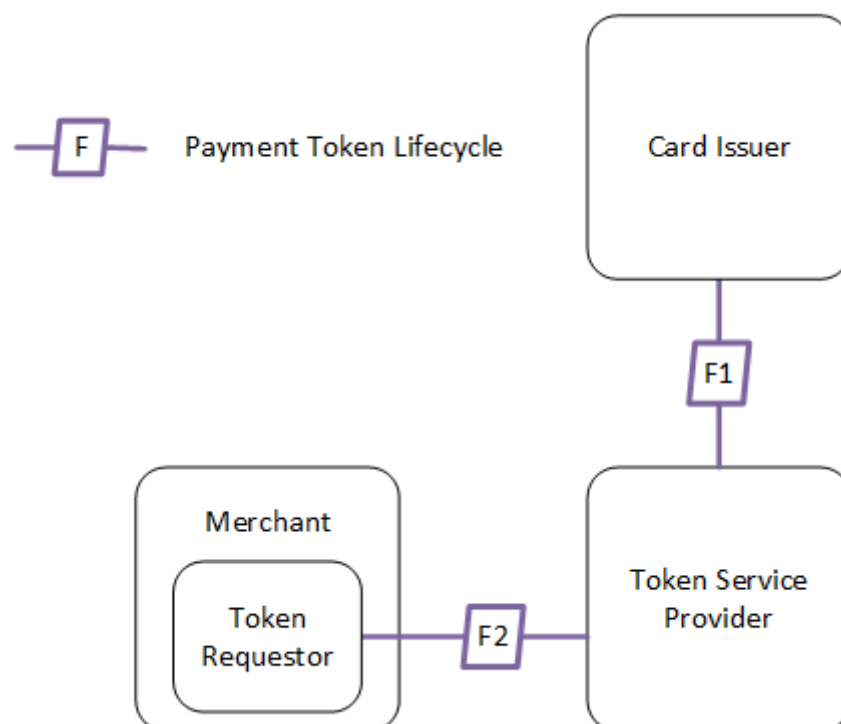 F
Payment Token Lifecycle
Card Issuer
F1
Merchant
Token
Requestor
F2
Token Service
Provider